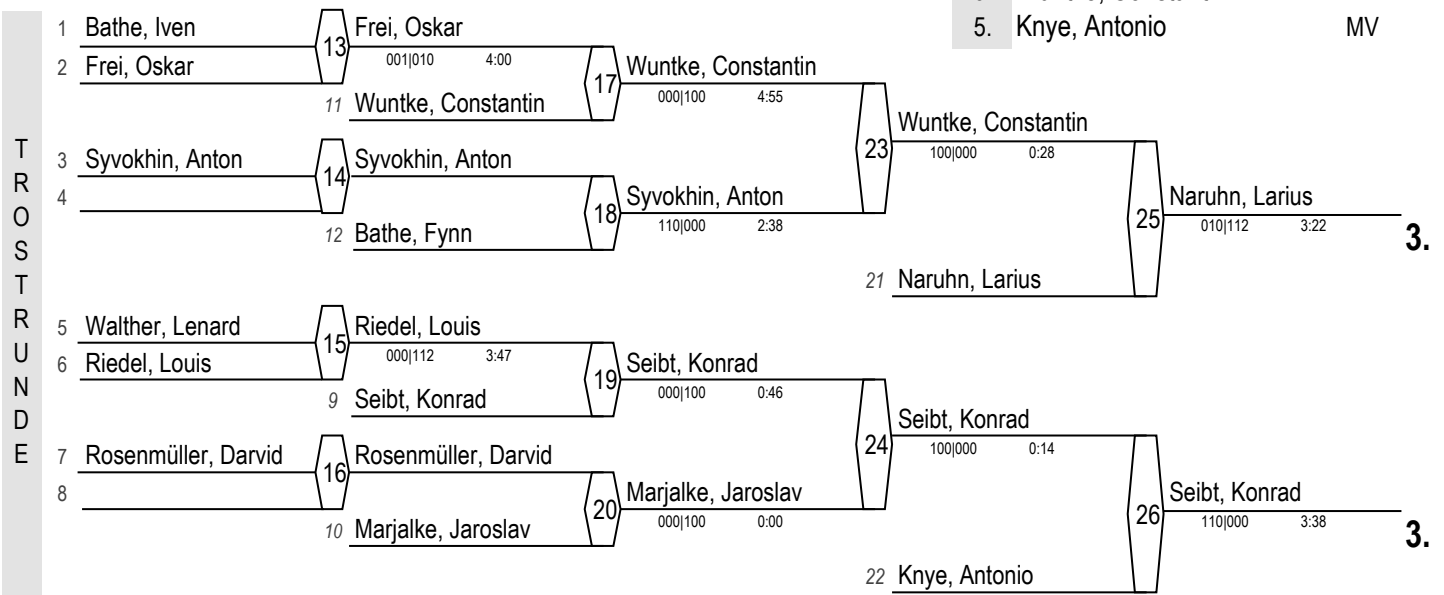 5. Knye, Antonio MV
TROSTRUNDE
1 Bathe, Iven
2 Frei, Oskar
13
Frei, Oskar
001|010 4:00
11 Wuntke, Constantin
17
Wuntke, Constantin
000|100 4:55
3 Syvokhin, Anton
4
14
Syvokhin, Anton
12 Bathe, Fynn
18
Syvokhin, Anton
110|000 2:38
23
Wuntke, Constantin
100|000 0:28
21 Naruhn, Larius
25
Naruhn, Larius
010|112 3:22
3.
5 Walther, Lenard
6 Riedel, Louis
15
Riedel, Louis
000|112 3:47
9 Seibt, Konrad
19
Seibt, Konrad
000|100 0:46
7 Rosenmüller, Darvid
8
16
Rosenmüller, Darvid
10 Marjalke, Jaroslav
20
Marjalke, Jaroslav
000|100 0:00
24
Seibt, Konrad
100|000 0:14
22 Knye, Antonio
26
Seibt, Konrad
110|000 3:38
3.